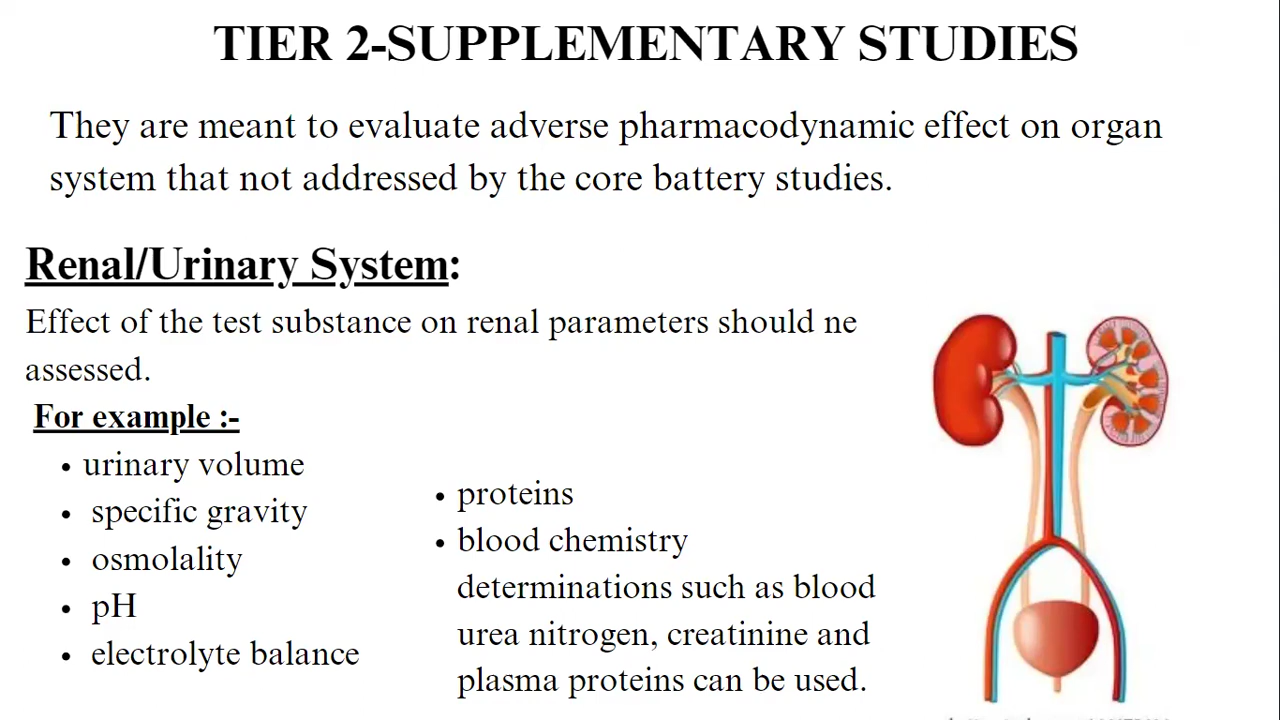 TIER 2-SUPPLEMENTARY STUDIES
They are meant to evaluate adverse pharmacodynamic effect on organ
system that not addressed by the core battery studies.
Renal/Urinary System:
Effect of the test substance on renal parameters should ne
assessed.
For example :-
• urinary volume
• specific gravity
• osmolality
• pH
• electrolyte balance
• proteins
• blood chemistry
determinations such as blood
urea nitrogen, creatinine and
plasma proteins can be used.